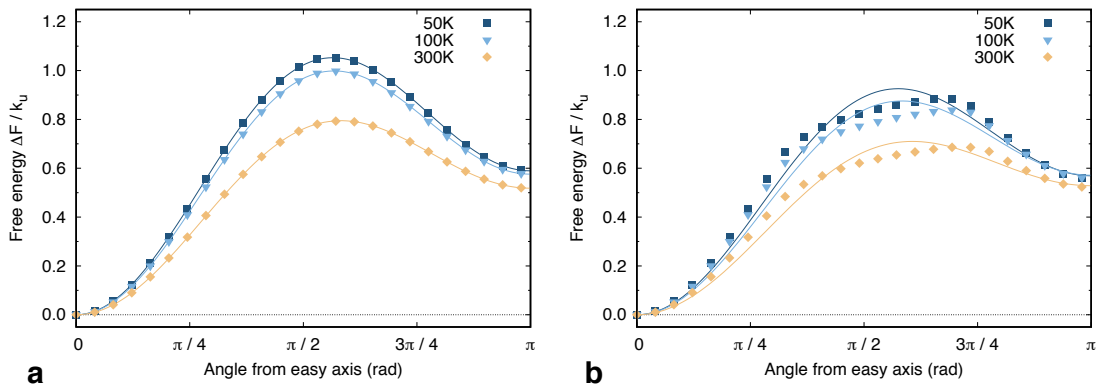 Free energy ΔF / kᵤ
1.2
1.0
0.8
0.6
0.4
0.2
0.0
50K
100K
300K
0
π / 4
π / 2
3π / 4
π
Angle from easy axis (rad)
a
Free energy ΔF / kᵤ
1.2
1.0
0.8
0.6
0.4
0.2
0.0
50K
100K
300K
0
π / 4
π / 2
3π / 4
π
Angle from easy axis (rad)
b